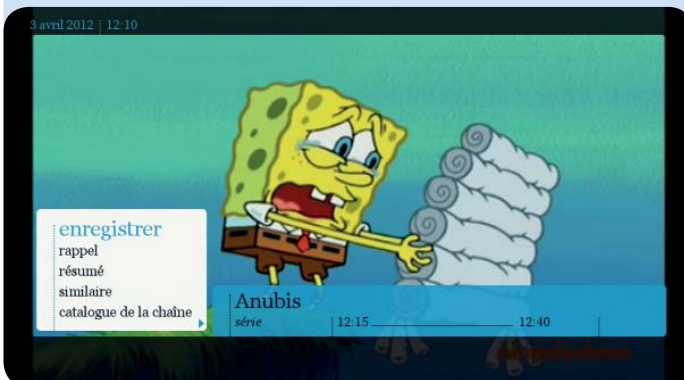 3 avril 2012 | 12:10
enregistrer
rappel
résumé
similaire
catalogue de la chaîne
Anubis
série 12:15 12:40